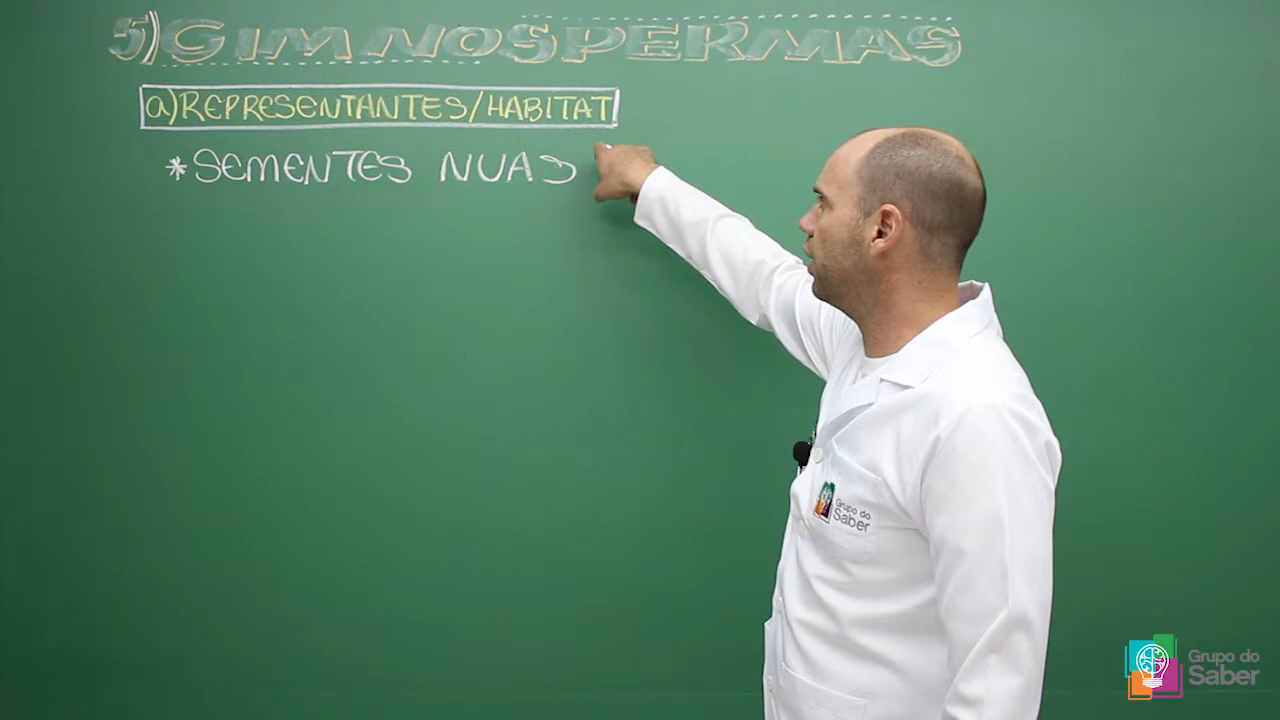 5) GIMNOSPERMAS
a) REPRESENTANTES/HABITAT
* SEMENTES NUAS
Grupo do
Saber
Grupo do
Saber